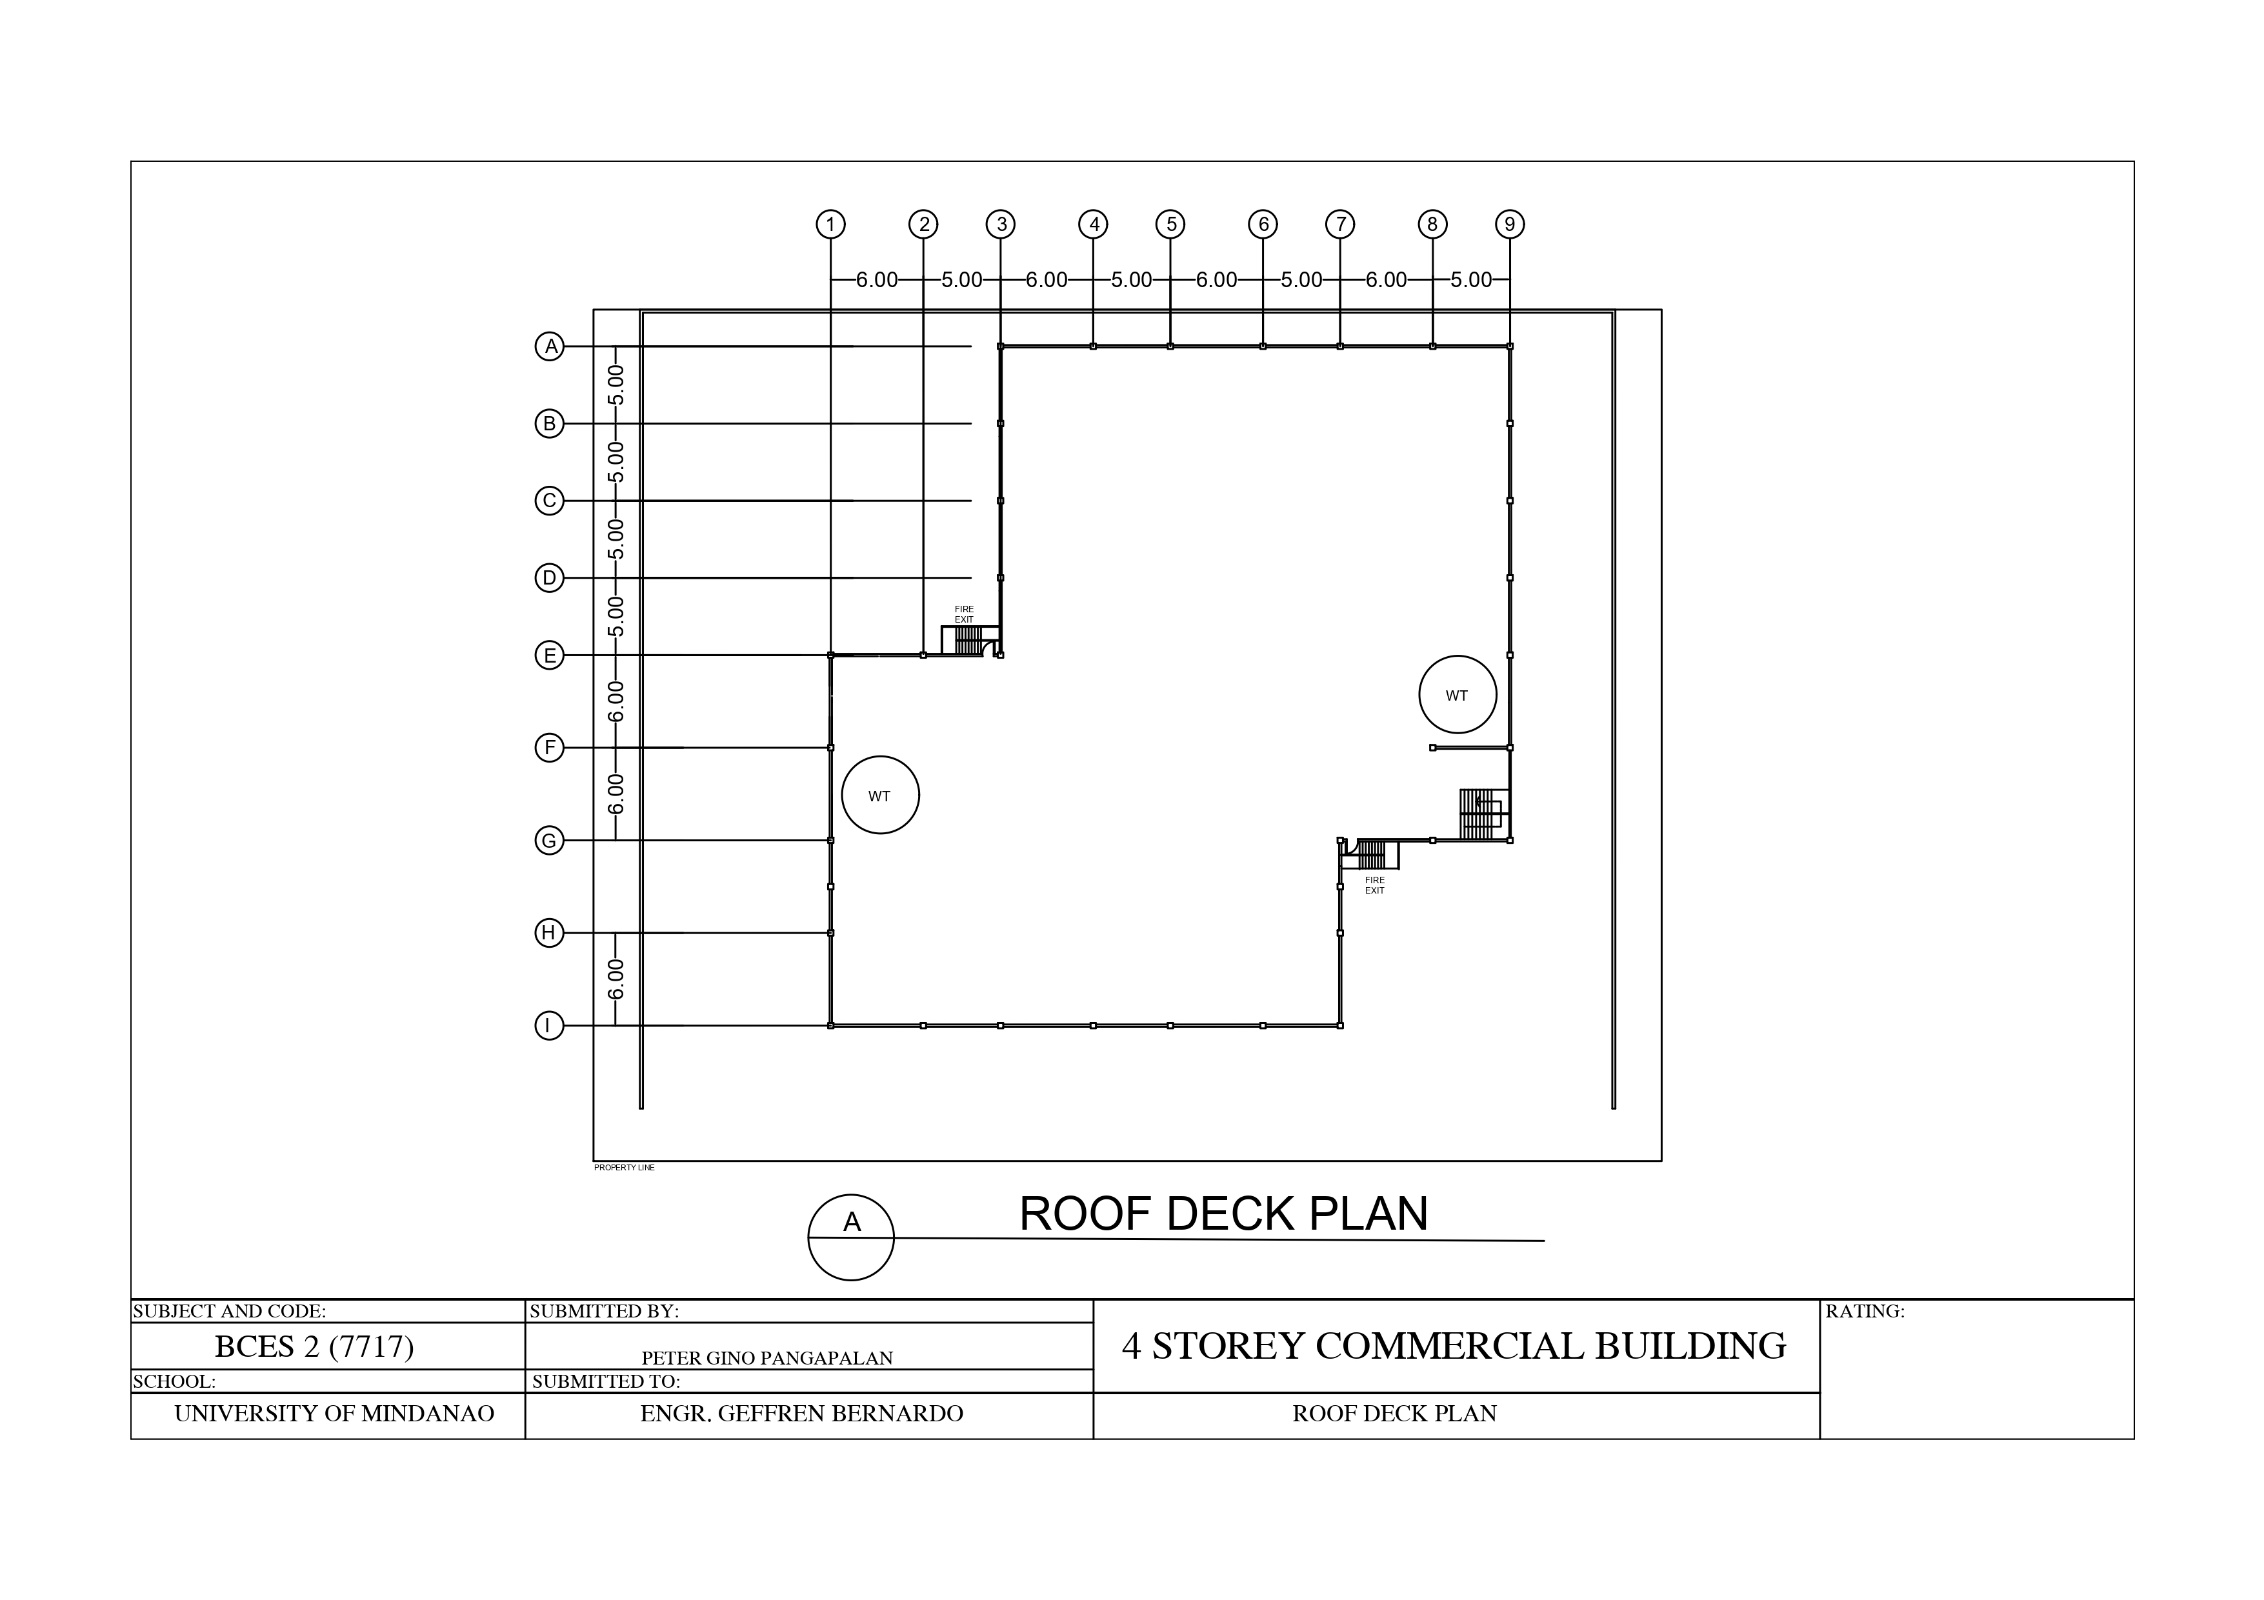 1 2 3 4 5 6 7 8 9
6.00 5.00 6.00 5.00 6.00 5.00 6.00 5.00
A
5.00
B
5.00
C
5.00
D
5.00
FIRE
EXIT
E
6.00
WT
F
WT
6.00
G
FIRE
EXIT
H
6.00
I
PROPERTY LINE
A
ROOF DECK PLAN
SUBJECT AND CODE:
BCES 2 (7717)
SCHOOL:
UNIVERSITY OF MINDANAO
SUBMITTED BY:
PETER GINO PANGAPALAN
SUBMITTED TO:
ENGR. GEFFREN BERNARDO
4 STOREY COMMERCIAL BUILDING
ROOF DECK PLAN
RATING: